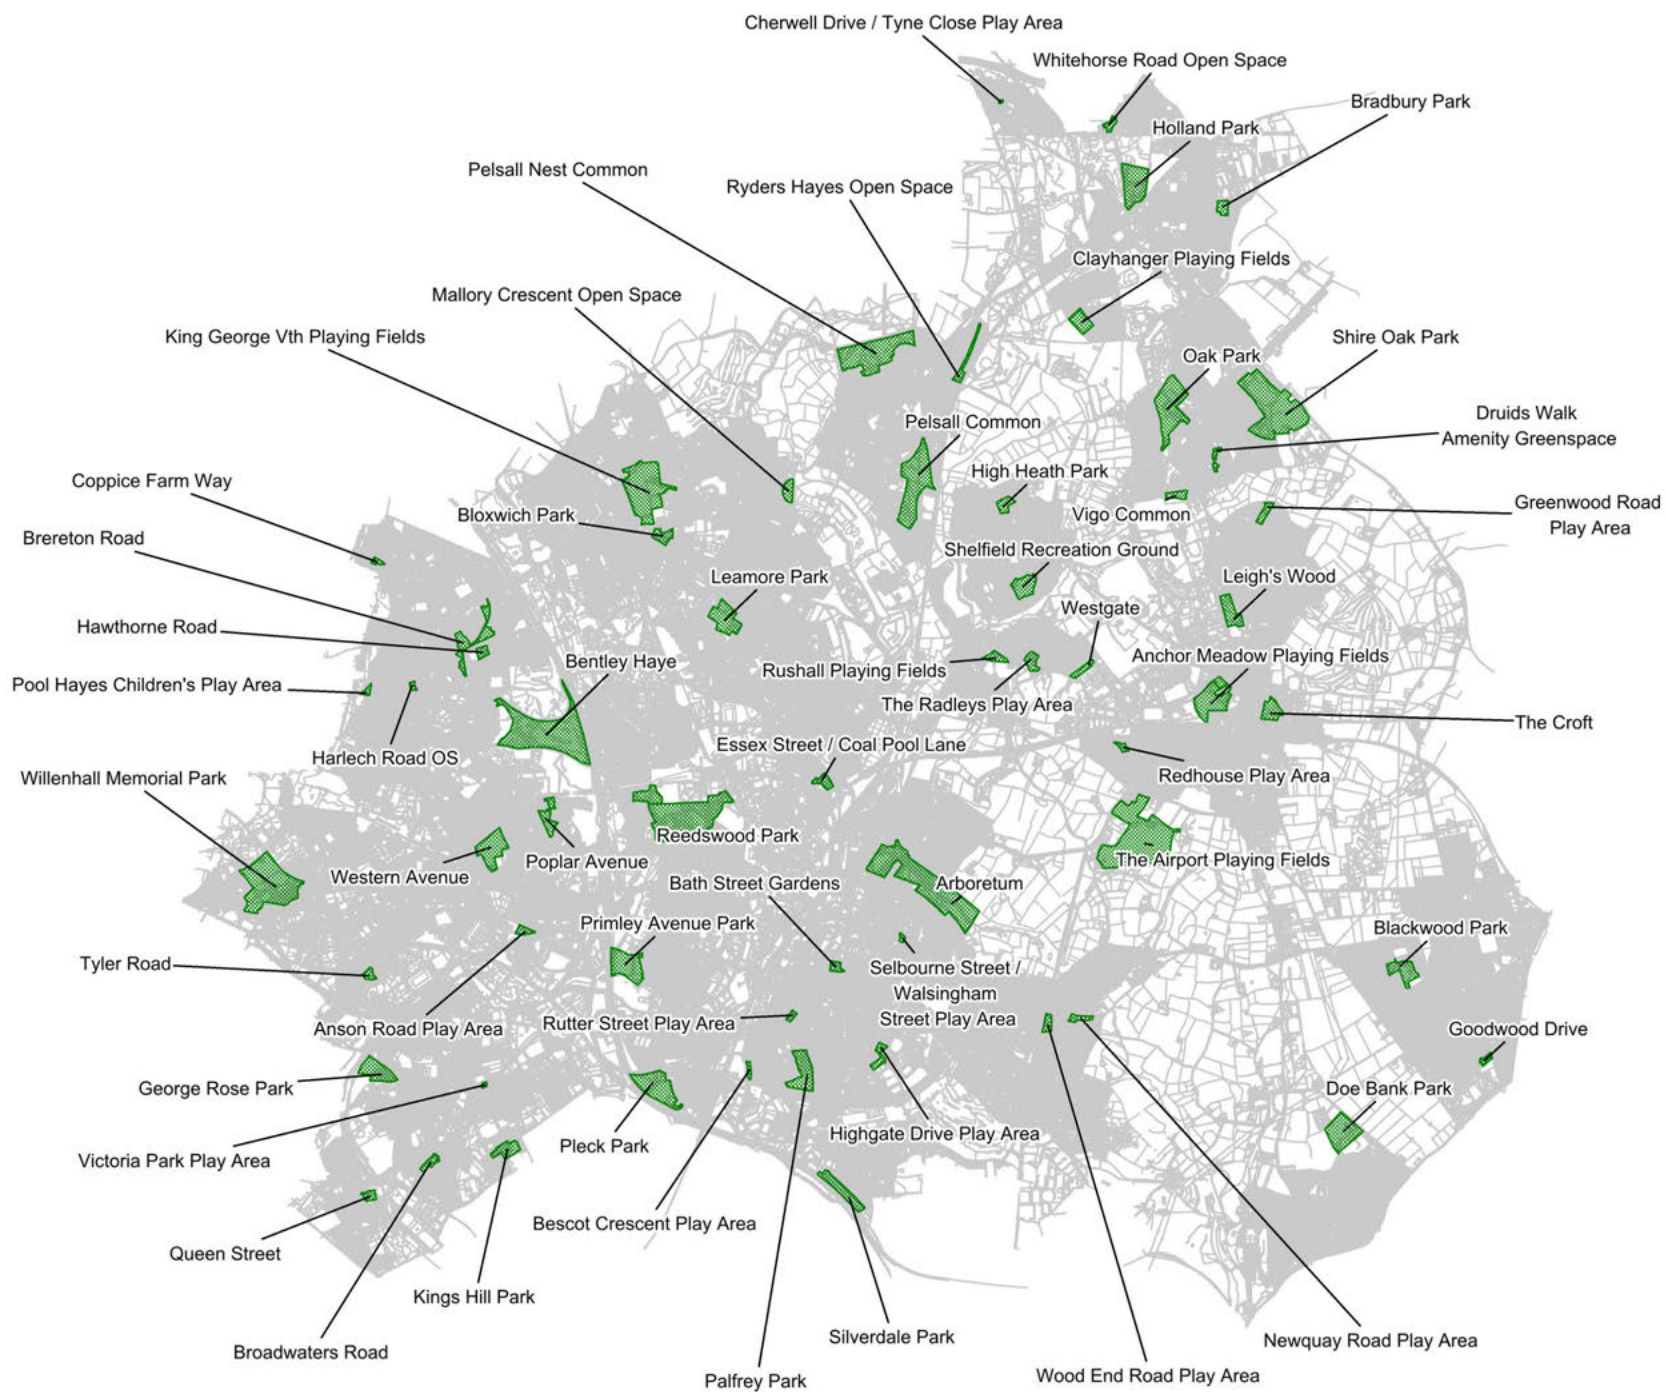 Cherwell Drive / Tyne Close Play Area
Whitehorse Road Open Space
Bradbury Park
Holland Park
Pelsall Nest Common
Ryders Hayes Open Space
Clayhanger Playing Fields
Mallory Crescent Open Space
King George Vth Playing Fields
Shire Oak Park
Oak Park
Druids Walk
Amenity Greenspace
Pelsall Common
High Heath Park
Coppice Farm Way
Bloxwich Park
Vigo Common
Greenwood Road
Play Area
Brereton Road
Shelfield Recreation Ground
Leamore Park
Leigh's Wood
Westgate
Hawthorne Road
Bentley Haye
Rushall Playing Fields
Anchor Meadow Playing Fields
Pool Hayes Children's Play Area
The Radleys Play Area
The Croft
Essex Street / Coal Pool Lane
Harlech Road OS
Redhouse Play Area
Willenhall Memorial Park
Reedswood Park
Poplar Avenue
The Airport Playing Fields
Western Avenue
Bath Street Gardens
Arboretum
Primley Avenue Park
Blackwood Park
Tyler Road
Selbourne Street /
Walsingham
Street Play Area
Anson Road Play Area
Rutter Street Play Area
Goodwood Drive
George Rose Park
Doe Bank Park
Pleck Park
Highgate Drive Play Area
Victoria Park Play Area
Bescot Crescent Play Area
Queen Street
Kings Hill Park
Silverdale Park
Newquay Road Play Area
Broadwaters Road
Palfrey Park
Wood End Road Play Area